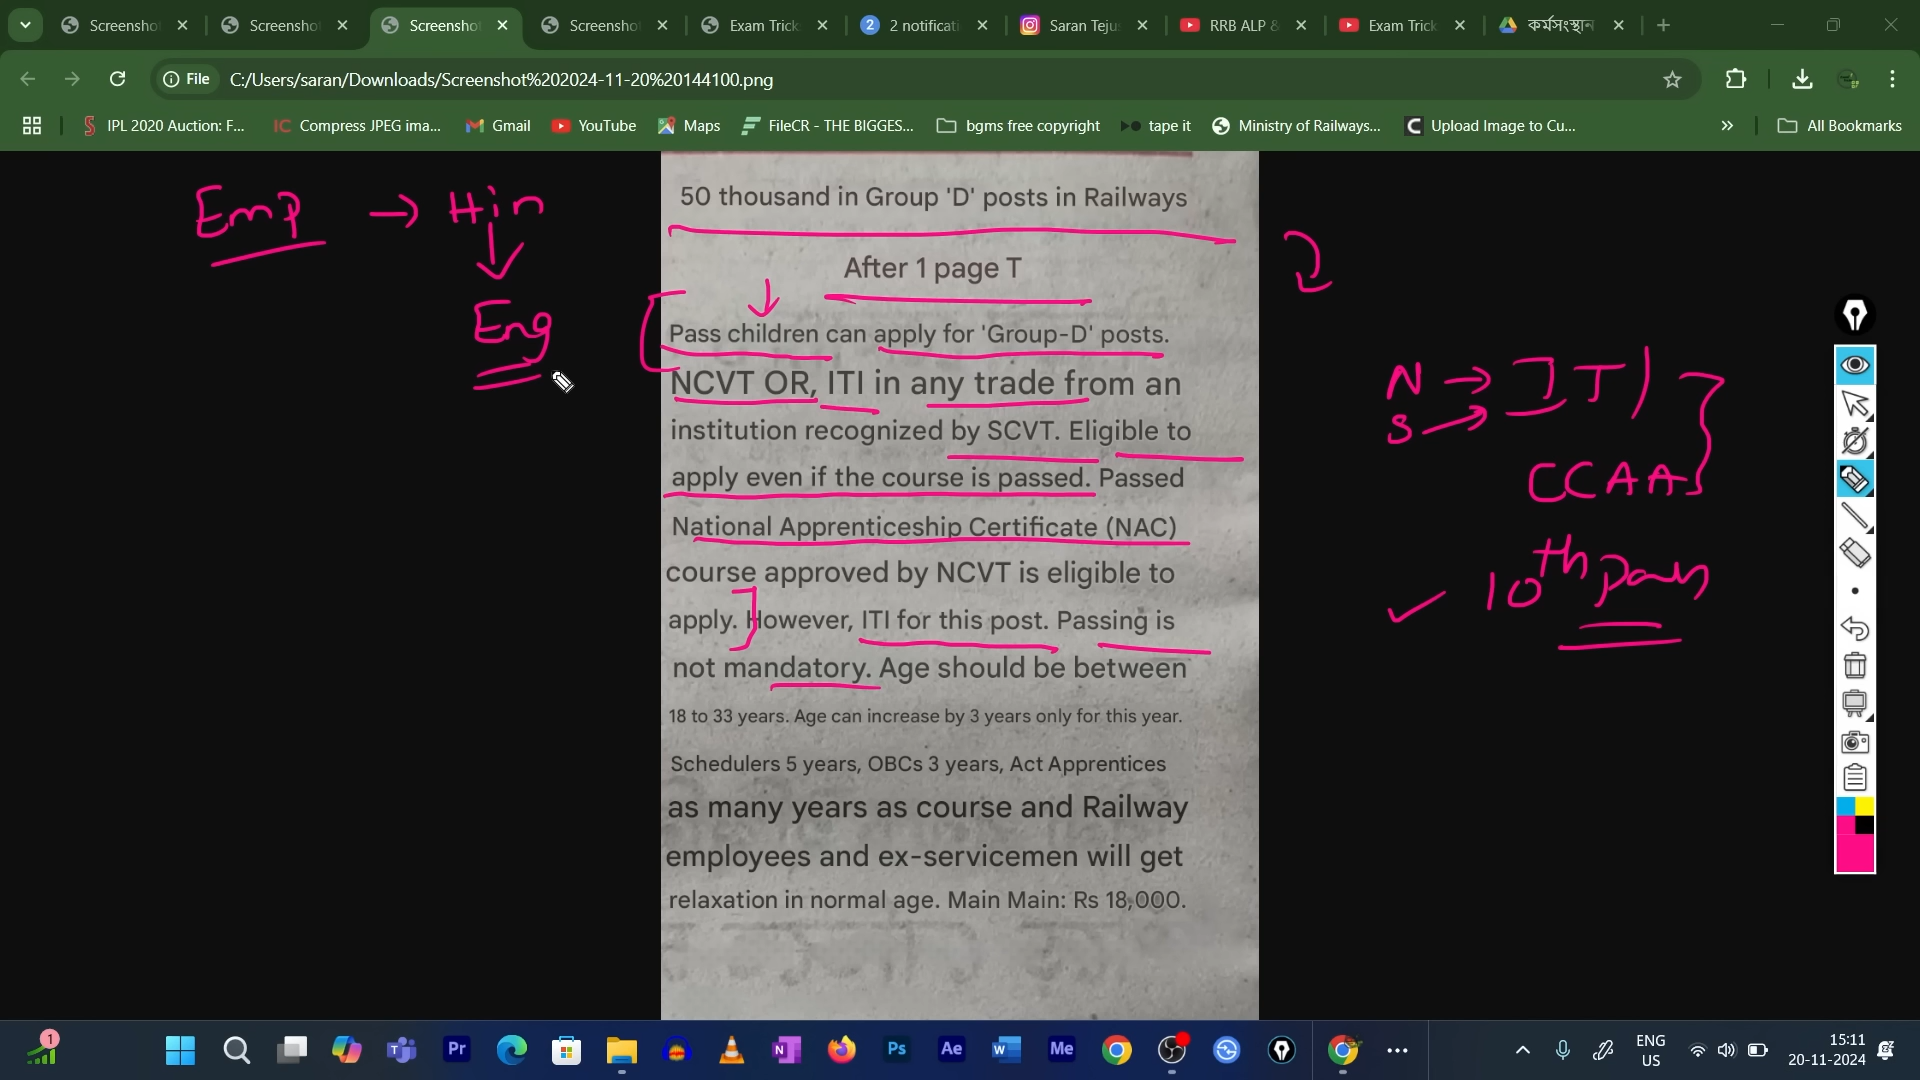 Screenshot
Screenshot
Screenshot
Screenshot
Exam Trick
2 notificati
Saran Teju
RRB ALP &
Exam Trick
কর্মসংস্থান
File
C:/Users/saran/Downloads/Screenshot%202024-11-20%20144100.png
IPL 2020 Auction: F...
Compress JPEG ima...
Gmail
YouTube
Maps
FileCR - THE BIGGES...
bgms free copyright
tape it
Ministry of Railways...
Upload Image to Cu...
All Bookmarks
Emp → Hin
Eng
50 thousand in Group 'D' posts in Railways
After 1 page T
Pass children can apply for 'Group-D' posts.
NCVT OR, ITI in any trade from an
institution recognized by SCVT. Eligible to
apply even if the course is passed. Passed
National Apprenticeship Certificate (NAC)
course approved by NCVT is eligible to
apply. However, ITI for this post. Passing is
not mandatory. Age should be between
18 to 33 years. Age can increase by 3 years only for this year.
Schedulers 5 years, OBCs 3 years, Act Apprentices
as many years as course and Railway
employees and ex-servicemen will get
relaxation in normal age. Main Main: Rs 18,000.
N → ITI
S →
CCAA
10th pass
1
ENG
US
15:11
20-11-2024